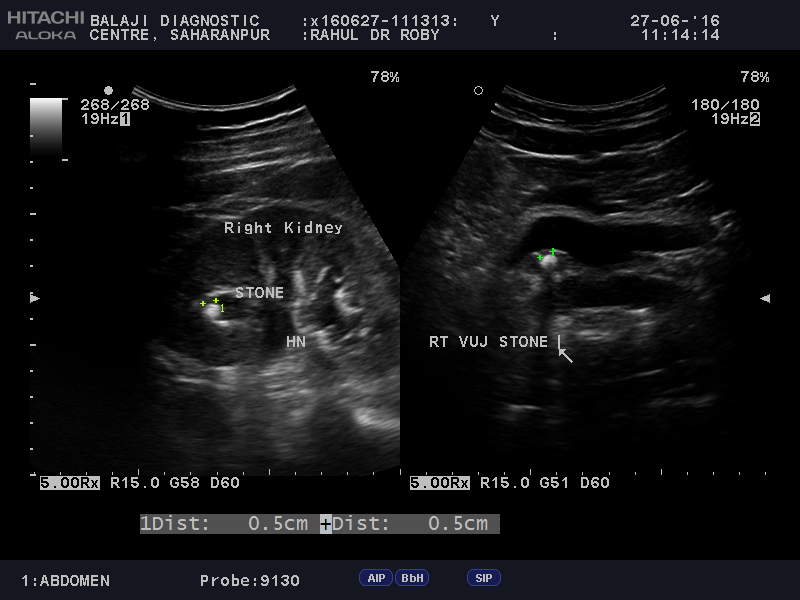 HITACHI BALAJI DIAGNOSTIC :x160627-111313: Y 27-06-'16
ALOKA CENTRE, SAHARANPUR :RAHUL DR ROBY : 11:14:14
78% 78%
268/268 180/180
19Hz1 19Hz2
Right Kidney
STONE
1
HN RT VUJ STONE
5.00Rx R15.0 G58 D60 5.00Rx R15.0 G51 D60
1Dist: 0.5cm +Dist: 0.5cm
1:ABDOMEN Probe:9130 AIP BbH SIP